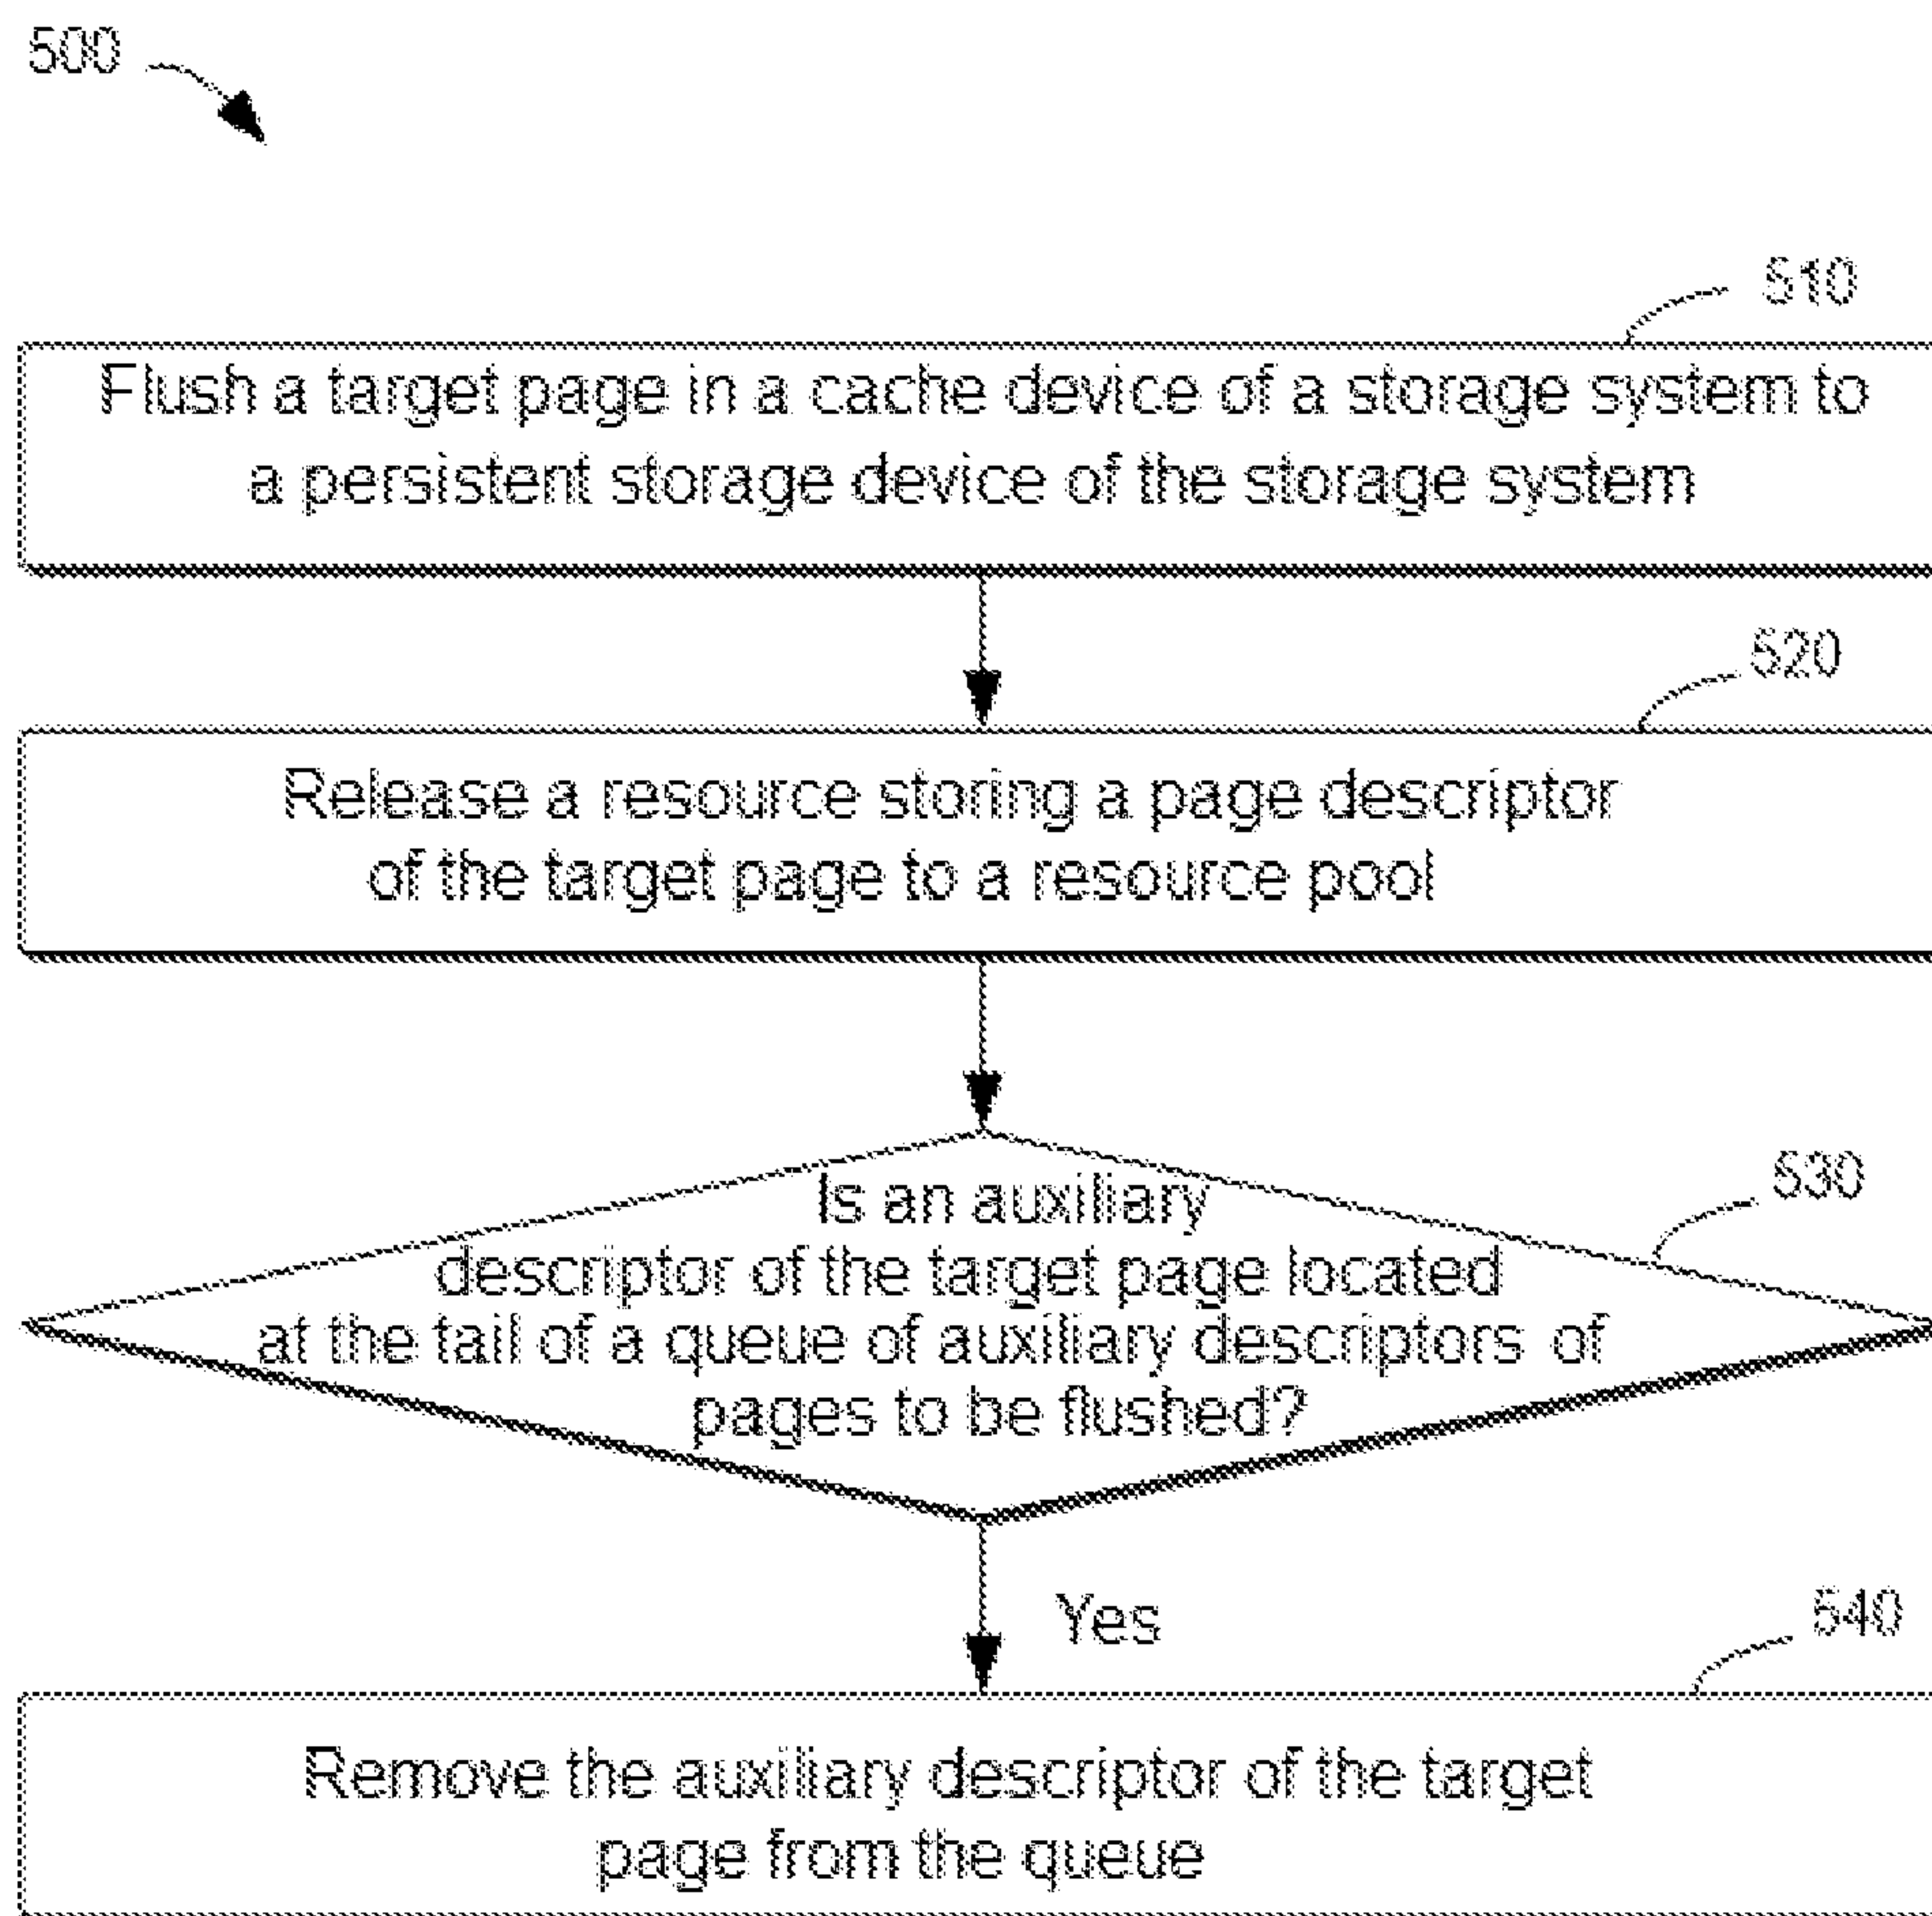 500
510
Flush a target page in a cache device of a storage system to
a persistent storage device of the storage system
520
Release a resource storing a page descriptor
of the target page to a resource pool
530
Is an auxiliary
descriptor of the target page located
at the tail of a queue of auxiliary descriptors of
pages to be flushed?
Yes
540
Remove the auxiliary descriptor of the target
page from the queue